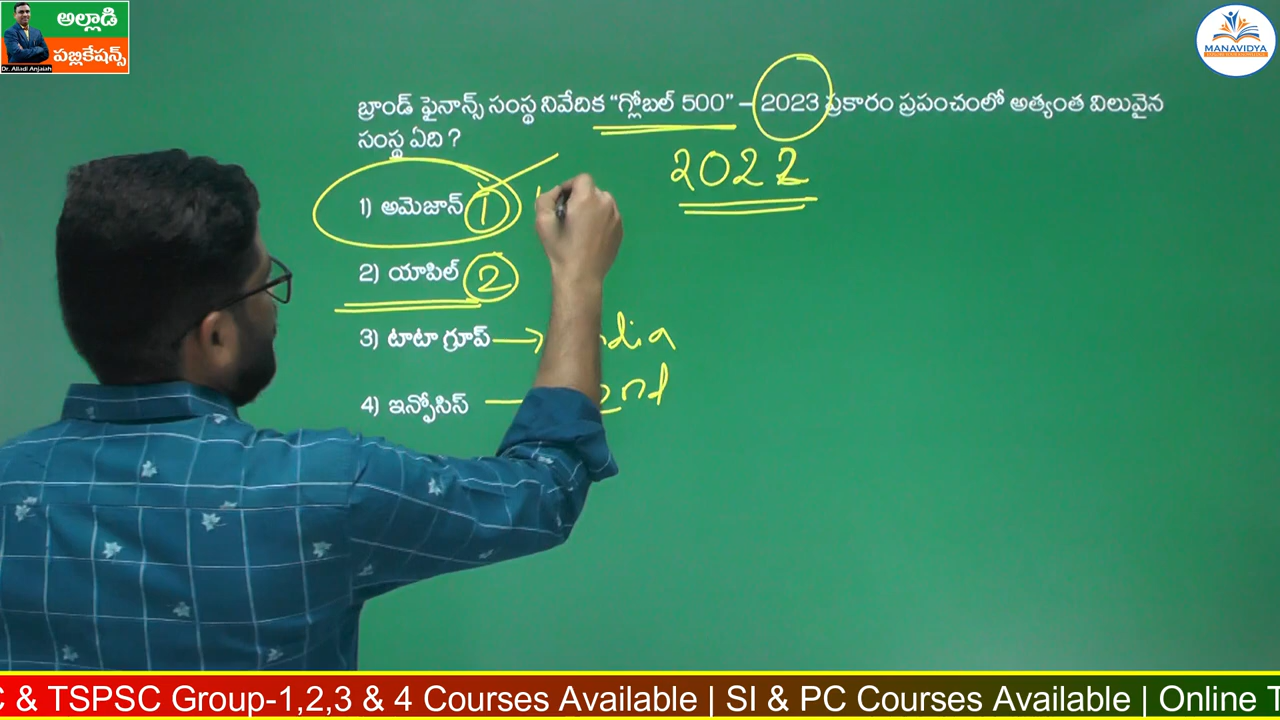 అల్లాడి
పబ్లికేషన్స్
Dr. Alladi Anjaiah
MANAVIDYA
బ్రాండ్ ఫైనాన్స్ సంస్థ నివేదిక "గ్లోబల్ 500" – 2023 ప్రకారం ప్రపంచంలో అత్యంత విలువైన
సంస్థ ఏది ?
2022
1) అమెజాన్ 1
2) యాపిల్ 2
3) టాటా గ్రూప్
4) ఇన్ఫోసిస్
C & TSPSC Group-1,2,3 & 4 Courses Available | SI & PC Courses Available | Online T